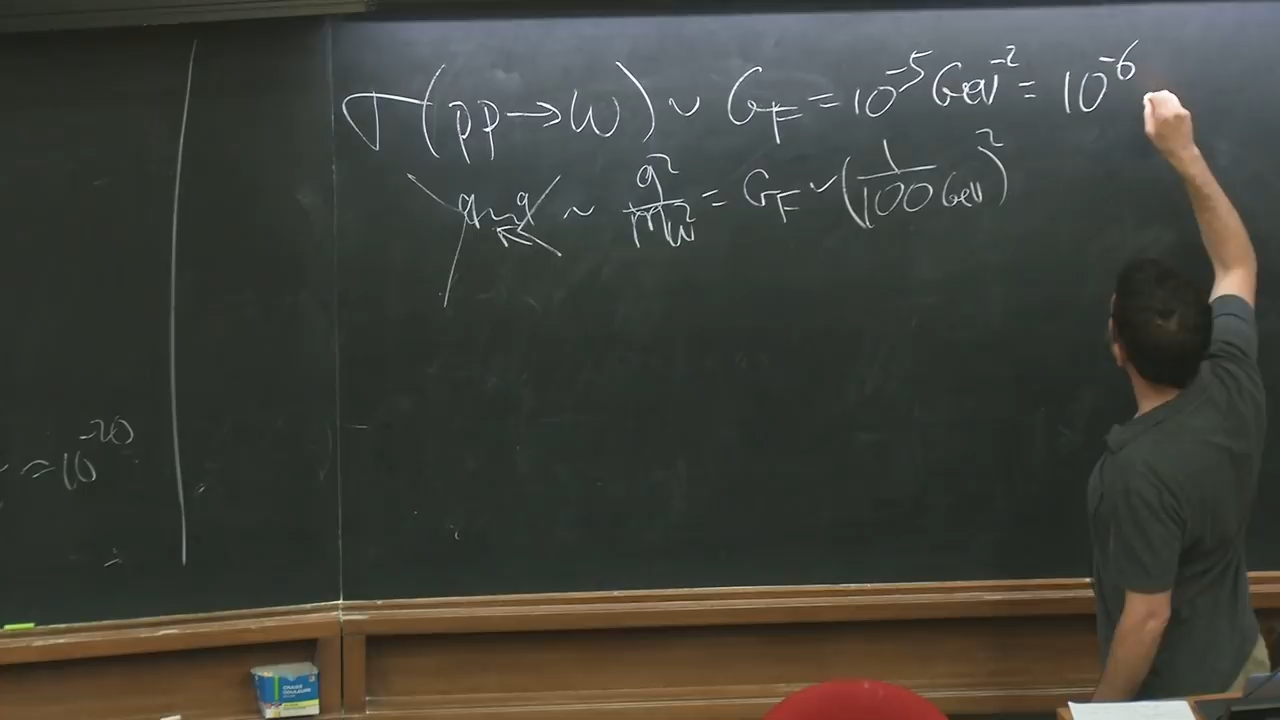 σ(pp→W) ~ G_F = 10^-5 GeV^-2 = 10^-6
~ g²/m_W² = G_F ~ (1/100 GeV)²
= 10^-20